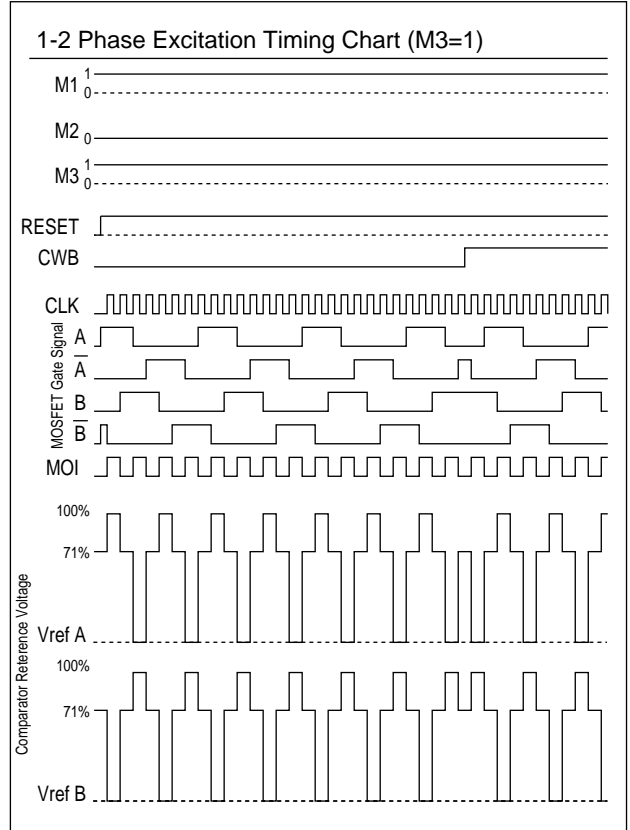 1-2 Phase Excitation Timing Chart (M3=1)
M1 1
0
M2 0
M3 1
0
RESET
CWB
CLK
MOSFET Gate Signal
A
A̅
B
B̅
MOI
Comparator Reterence Voltage
100%
71%
Vref A
100%
71%
Vref B